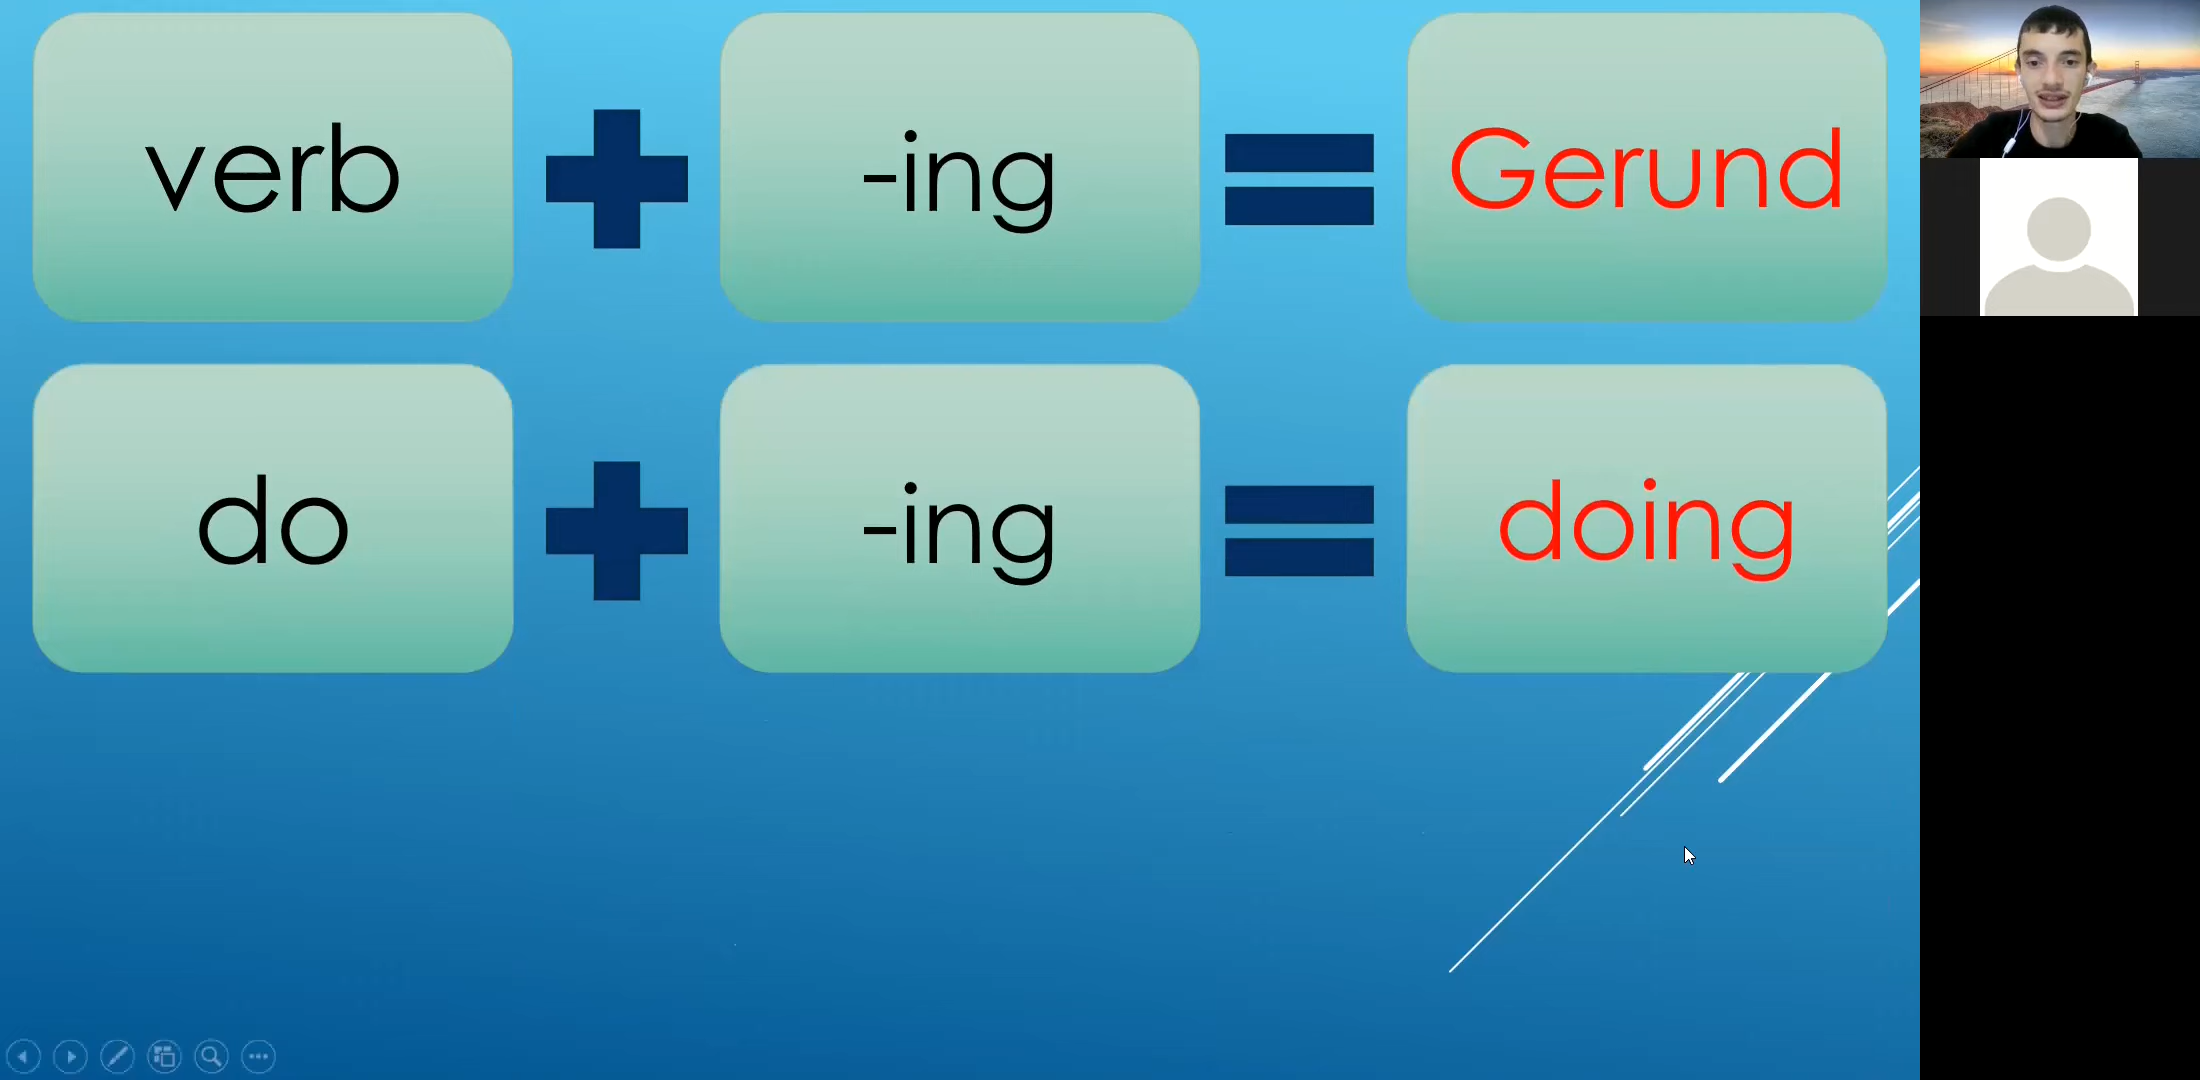 verb + -ing = Gerund
do + -ing = doing